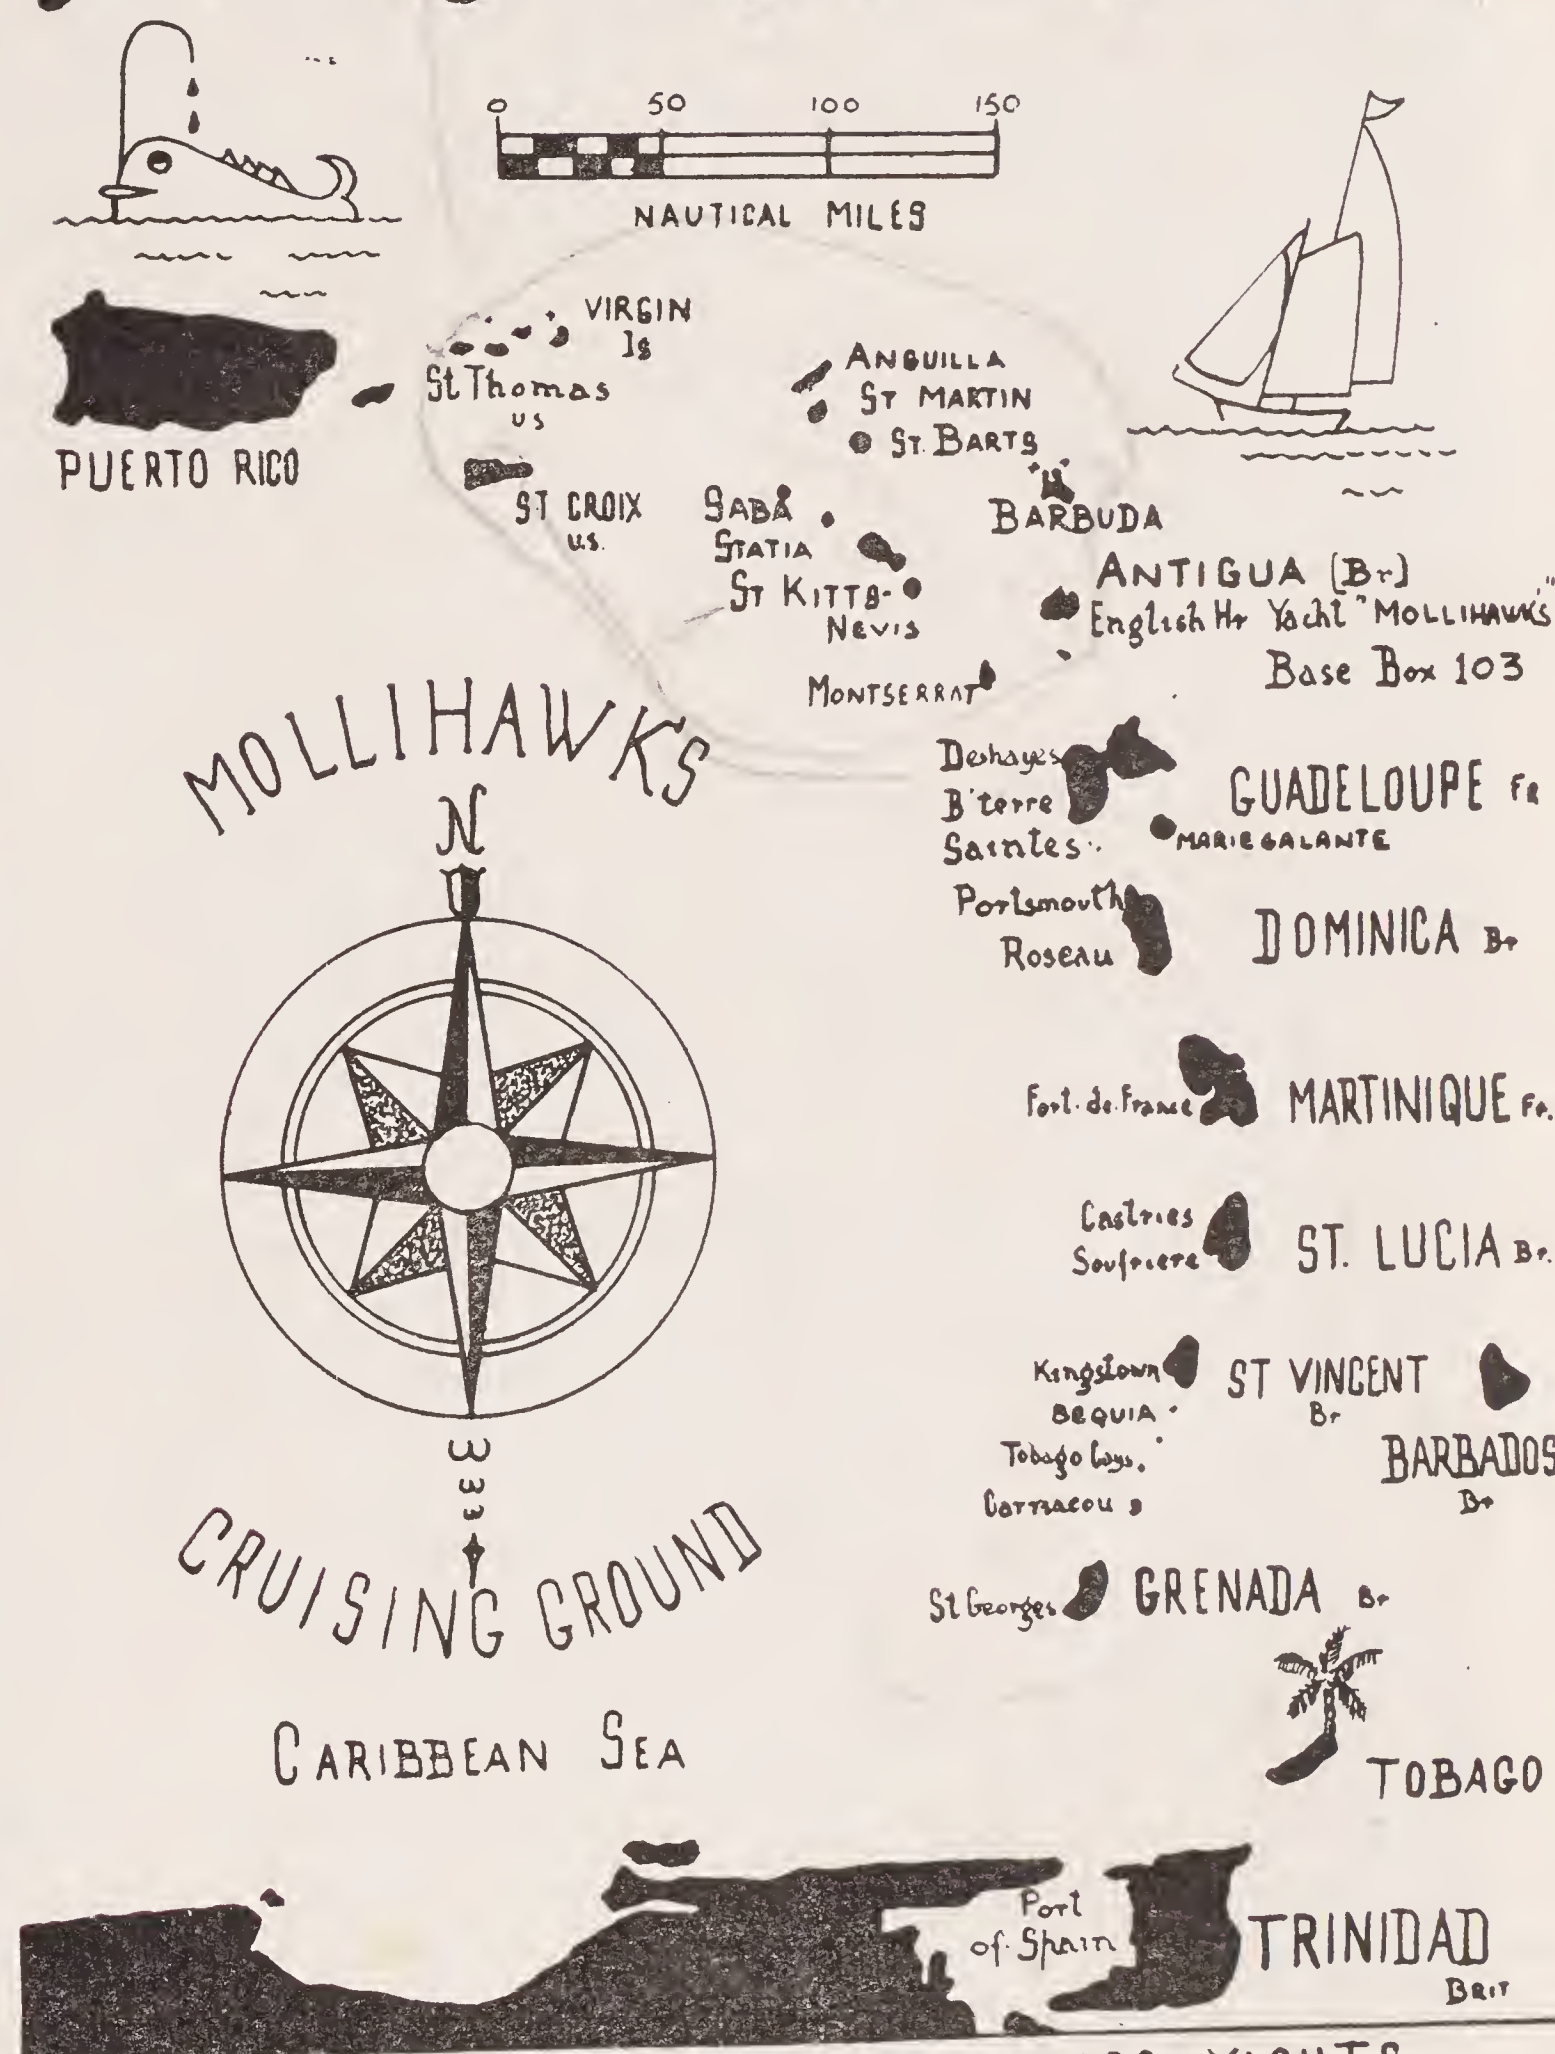 0 50 100 150
NAUTICAL MILES
VIRGIN
Is
St Thomas
US
PUERTO RICO
ST CROIX
U.S.
ANGUILLA
ST MARTIN
ST. BARTS
SABA
STATIA
ST KITTS-
NEVIS
BARBUDA
ANTIGUA (Br)
English Hr Yacht "MOLLIHAWK'S"
Base Box 103
MONTSERRAT
MOLLIHAWK'S
N
Deshayes
B'terre
Saintes
GUADELOUPE FR
MARIE GALANTE
Portsmouth
Roseau
DOMINICA Br
Fort.de.France
MARTINIQUE Fr.
Castries
Soufriere
ST. LUCIA Br.
Kingstown
BEQUIA
Tobago Cays.
Carriacou
ST VINCENT
Br
BARBADOS
Br
St Georges
GRENADA Br
CRUISING GROUND
CARIBBEAN SEA
TOBAGO
Port
of Spain
TRINIDAD
BRIT
YACHTS